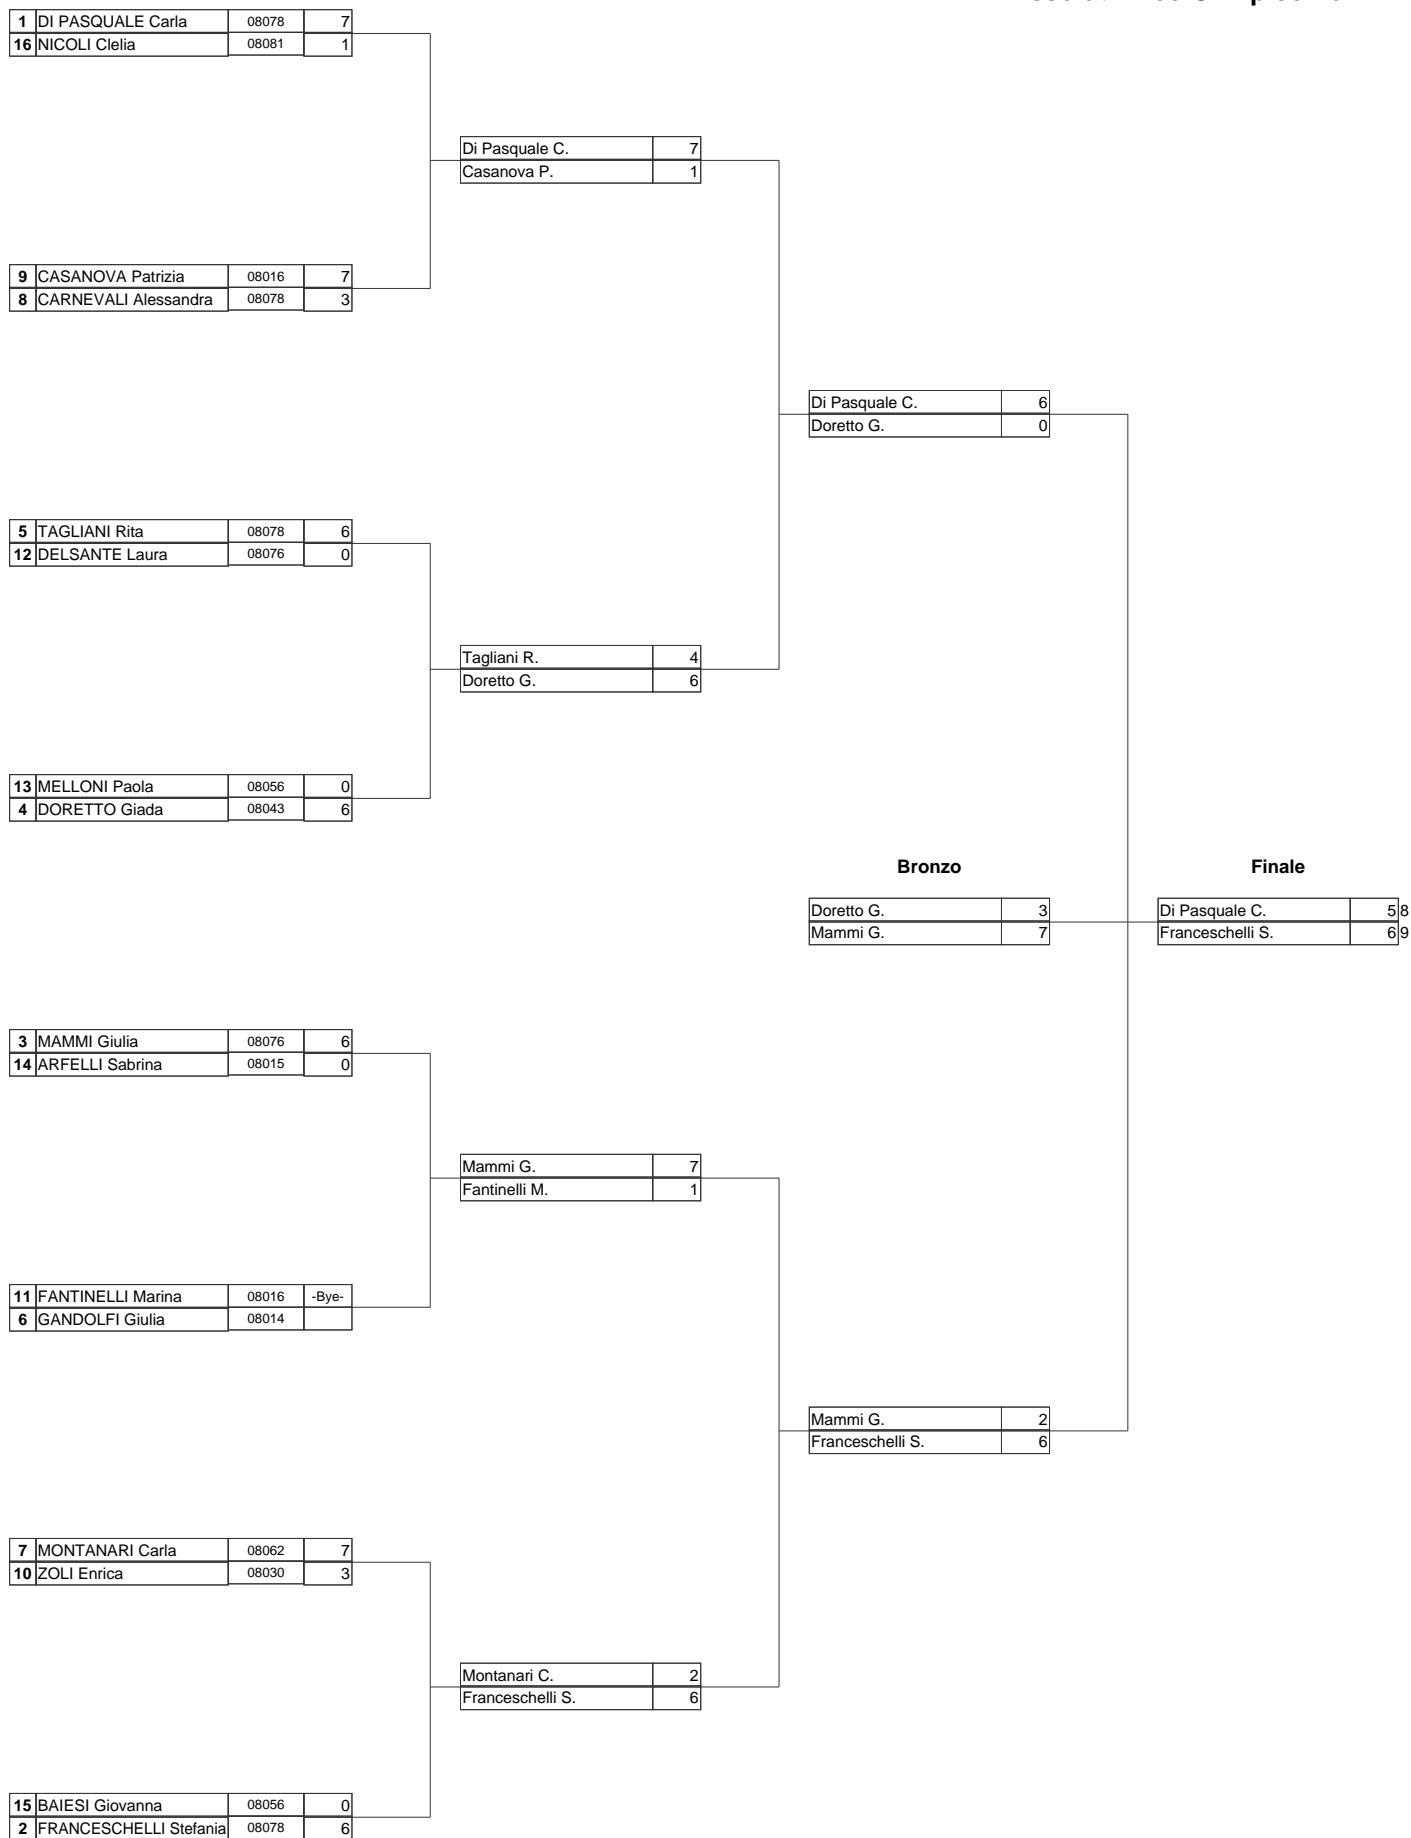 1 DI PASQUALE Carla 08078 7
16 NICOLI Clelia 08081 1
Di Pasquale C. 7
Casanova P. 1
9 CASANOVA Patrizia 08016 7
8 CARNEVALI Alessandra 08078 3
Di Pasquale C. 6
Doretto G. 0
5 TAGLIANI Rita 08078 6
12 DELSANTE Laura 08076 0
Tagliani R. 4
Doretto G. 6
13 MELLONI Paola 08056 0
4 DORETTO Giada 08043 6
Bronzo Finale
Doretto G. 3 Di Pasquale C. 5 8
Mammi G. 7 Franceschelli S. 6 9
3 MAMMI Giulia 08076 6
14 ARFELLI Sabrina 08015 0
Mammi G. 7
Fantinelli M. 1
11 FANTINELLI Marina 08016 -Bye-
6 GANDOLFI Giulia 08014
Mammi G. 2
Franceschelli S. 6
7 MONTANARI Carla 08062 7
10 ZOLI Enrica 08030 3
Montanari C. 2
Franceschelli S. 6
15 BAIESI Giovanna 08056 0
2 FRANCESCHELLI Stefania 08078 6